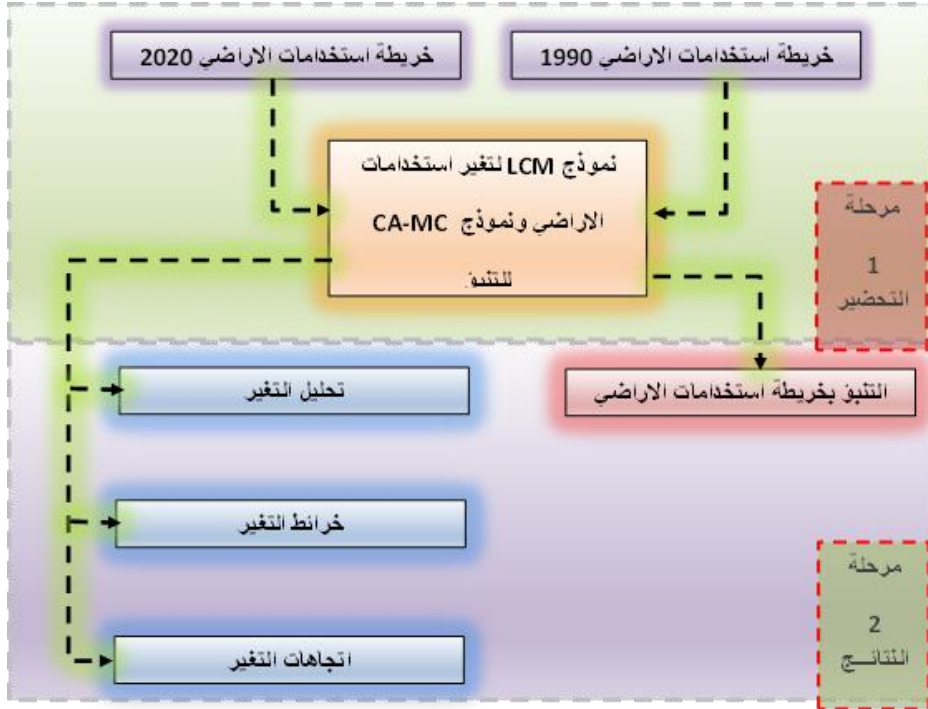 خريطة استخدامات الاراضي 1990
خريطة استخدامات الاراضي 2020
نموذج LCM لتغير استخدامات
الاراضي ونموذج CA-MC
للتنبؤ
مرحلة
1
التحضير
التنبؤ بخريطة استخدامات الاراضي
تحليل التغير
خرائط التغير
اتجاهات التغير
مرحلة
2
النتائـــج